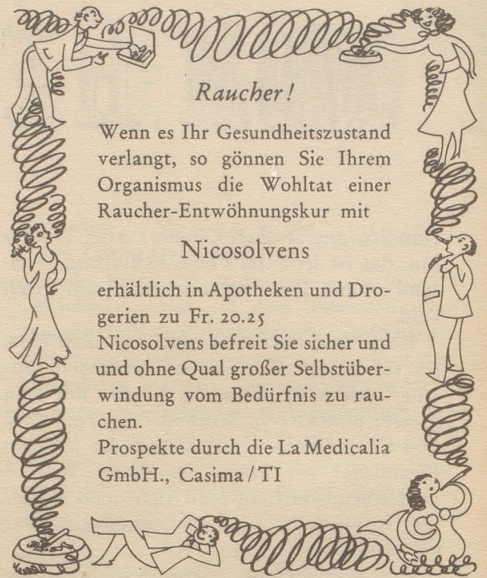 Raucher!
Wenn es Ihr Gesundheitszustand
verlangt, so gönnen Sie Ihrem
Organismus die Wohltat einer
Raucher-Entwöhnungskur mit
Nicosolvens
erhältlich in Apotheken und Dro-
gerien zu Fr. 20.25
Nicosolvens befreit Sie sicher und
und ohne Qual großer Selbstüber-
windung vom Bedürfnis zu rau-
chen.
Prospekte durch die La Medicalia
GmbH., Casima/TI